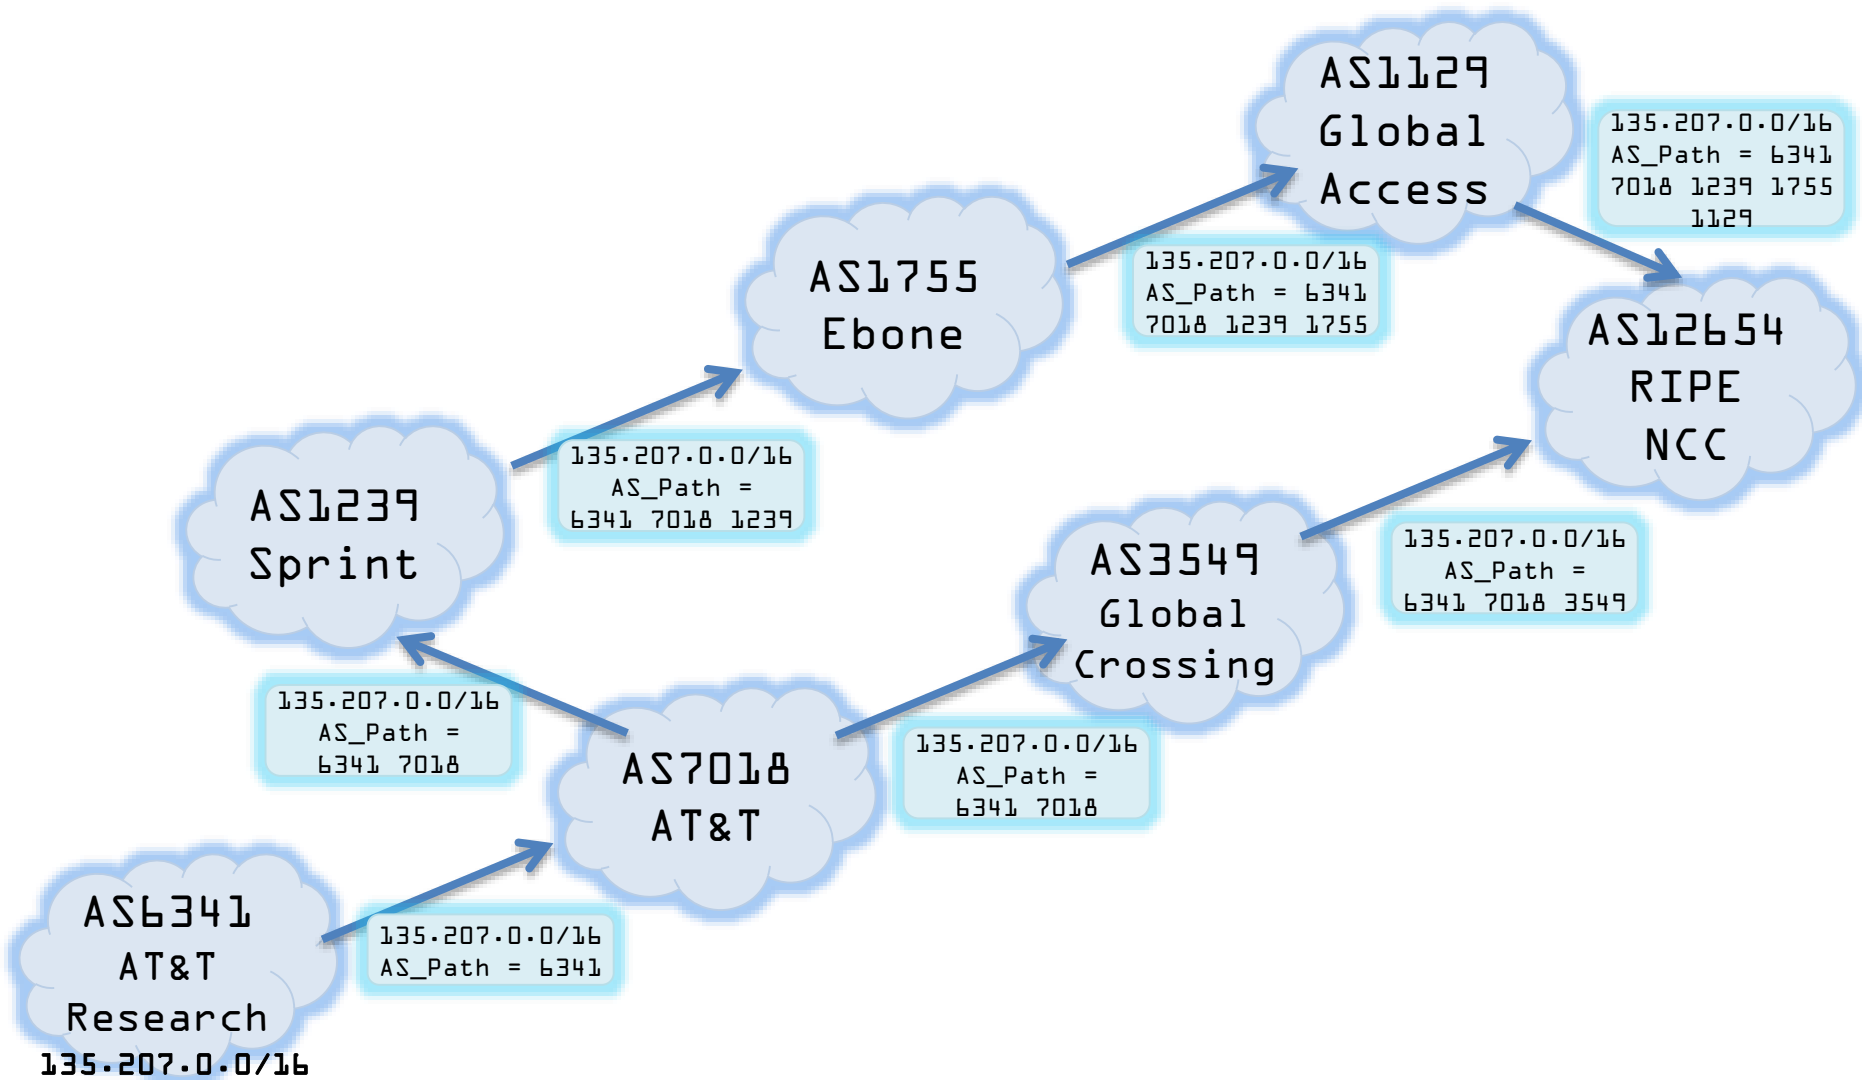 AS1129
Global
Access
135.207.0.0/16
AS_Path = 6341
7018 1239 1755
1129
AS1755
Ebone
135.207.0.0/16
AS_Path = 6341
7018 1239 1755
AS12654
RIPE
NCC
AS1239
Sprint
135.207.0.0/16
AS_Path =
6341 7018 1239
AS3549
Global
Crossing
135.207.0.0/16
AS_Path =
6341 7018 3549
135.207.0.0/16
AS_Path =
6341 7018
AS7018
AT&T
135.207.0.0/16
AS_Path =
6341 7018
AS6341
AT&T
Research
135.207.0.0/16
135.207.0.0/16
AS_Path = 6341